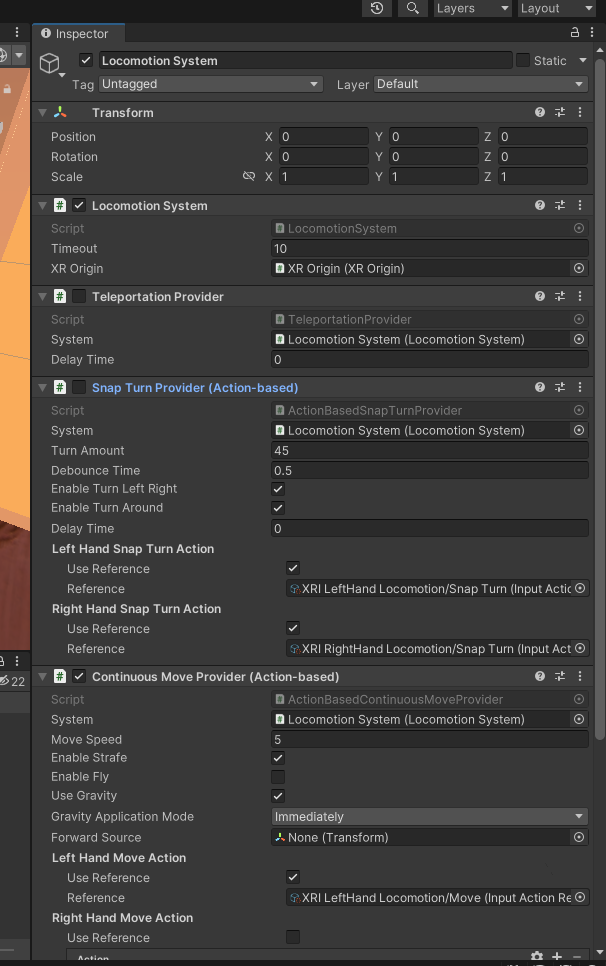 Layers Layout
Inspector
Locomotion System Static
Tag Untagged Layer Default
Transform
Position X 0 Y 0 Z 0
Rotation X 0 Y 0 Z 0
Scale X 1 Y 1 Z 1
# Locomotion System
Script # LocomotionSystem
Timeout 10
XR Origin # XR Origin (XR Origin)
# Teleportation Provider
Script # TeleportationProvider
System # Locomotion System (Locomotion System)
Delay Time 0
# Snap Turn Provider (Action-based)
Script # ActionBasedSnapTurnProvider
System # Locomotion System (Locomotion System)
Turn Amount 45
Debounce Time 0.5
Enable Turn Left Right
Enable Turn Around
Delay Time 0
Left Hand Snap Turn Action
Use Reference
Reference XRI LeftHand Locomotion/Snap Turn (Input Actic
Right Hand Snap Turn Action
Use Reference
Reference XRI RightHand Locomotion/Snap Turn (Input Act
22
# Continuous Move Provider (Action-based)
Script # ActionBasedContinuousMoveProvider
System # Locomotion System (Locomotion System)
Move Speed 5
Enable Strafe
Enable Fly
Use Gravity
Gravity Application Mode Immediately
Forward Source None (Transform)
Left Hand Move Action
Use Reference
Reference XRI LeftHand Locomotion/Move (Input Action Re
Right Hand Move Action
Use Reference
Action